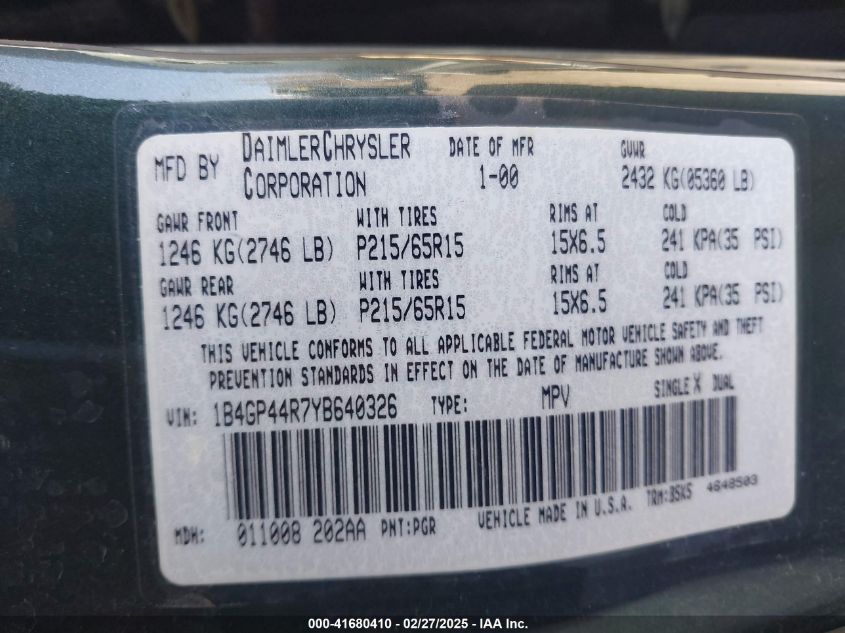 MFD BY DAIMLERCHRYSLER CORPORATION DATE OF MFR 1-00 GVWR 2432 KG(05360 LB)
GAWR FRONT WITH TIRES RIMS AT COLD
1246 KG(2746 LB) P215/65R15 15X6.5 241 KPA(35 PSI)
GAWR REAR WITH TIRES RIMS AT COLD
1246 KG(2746 LB) P215/65R15 15X6.5 241 KPA(35 PSI)
THIS VEHICLE CONFORMS TO ALL APPLICABLE FEDERAL MOTOR VEHICLE SAFETY AND THEFT
PREVENTION STANDARDS IN EFFECT ON THE DATE OF MANUFACTURE SHOWN ABOVE.
VIN: 1B4GP44R7YB640326 TYPE: MPV SINGLE X DUAL
MDH: 011008 202AA PNT:PGR VEHICLE MADE IN U.S.A. TRM:BSK5 4648503
000-41680410 / 02/27/2025 - IAA Inc.